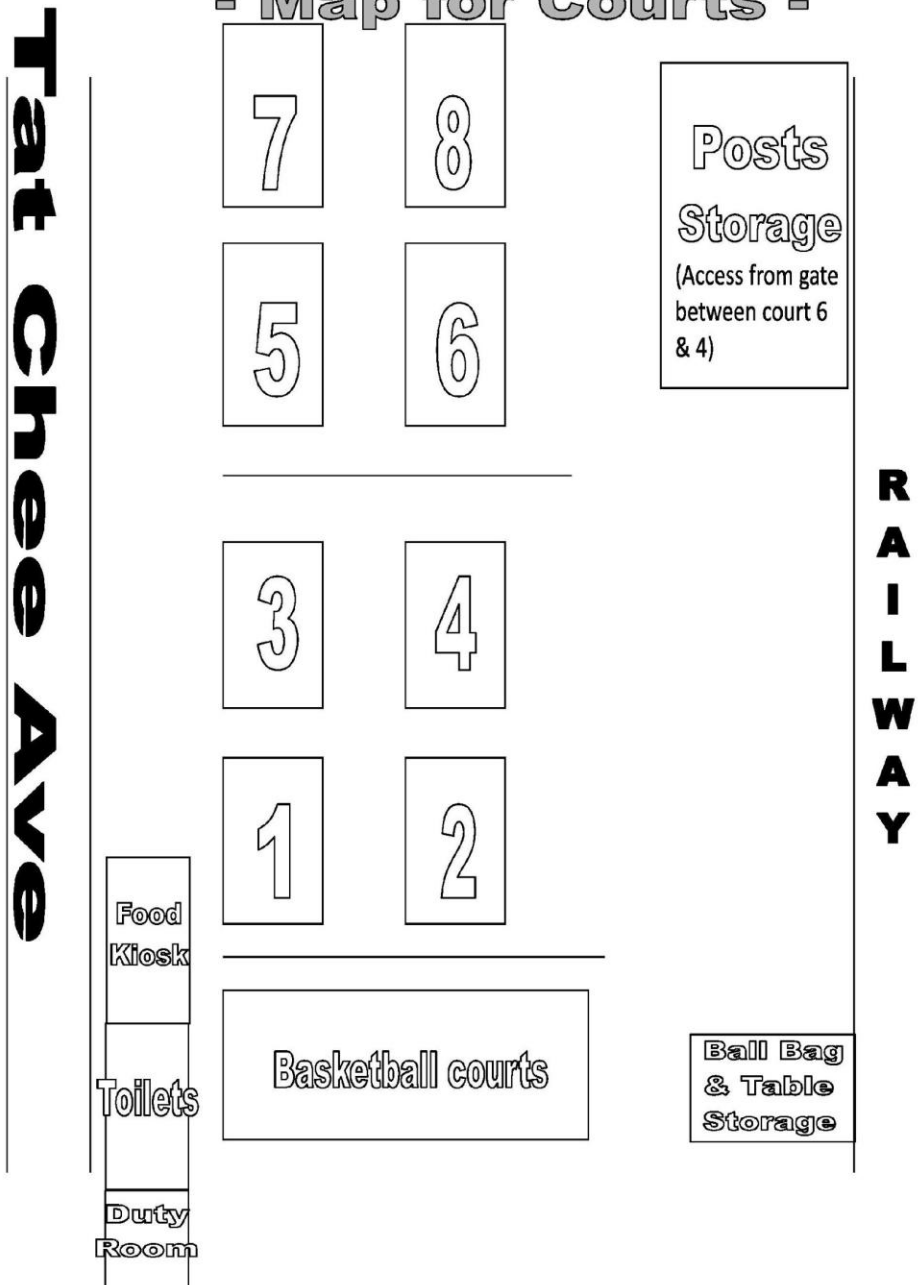 - Map for Courts -
Tat Chee Ave
7
8
Posts
Storage
(Access from gate
between court 6
& 4)
5
6
RAILWAY
3
4
1
2
Food
Kiosk
Basketball courts
Toilets
Ball Bag
& Table
Storage
Duty
Room